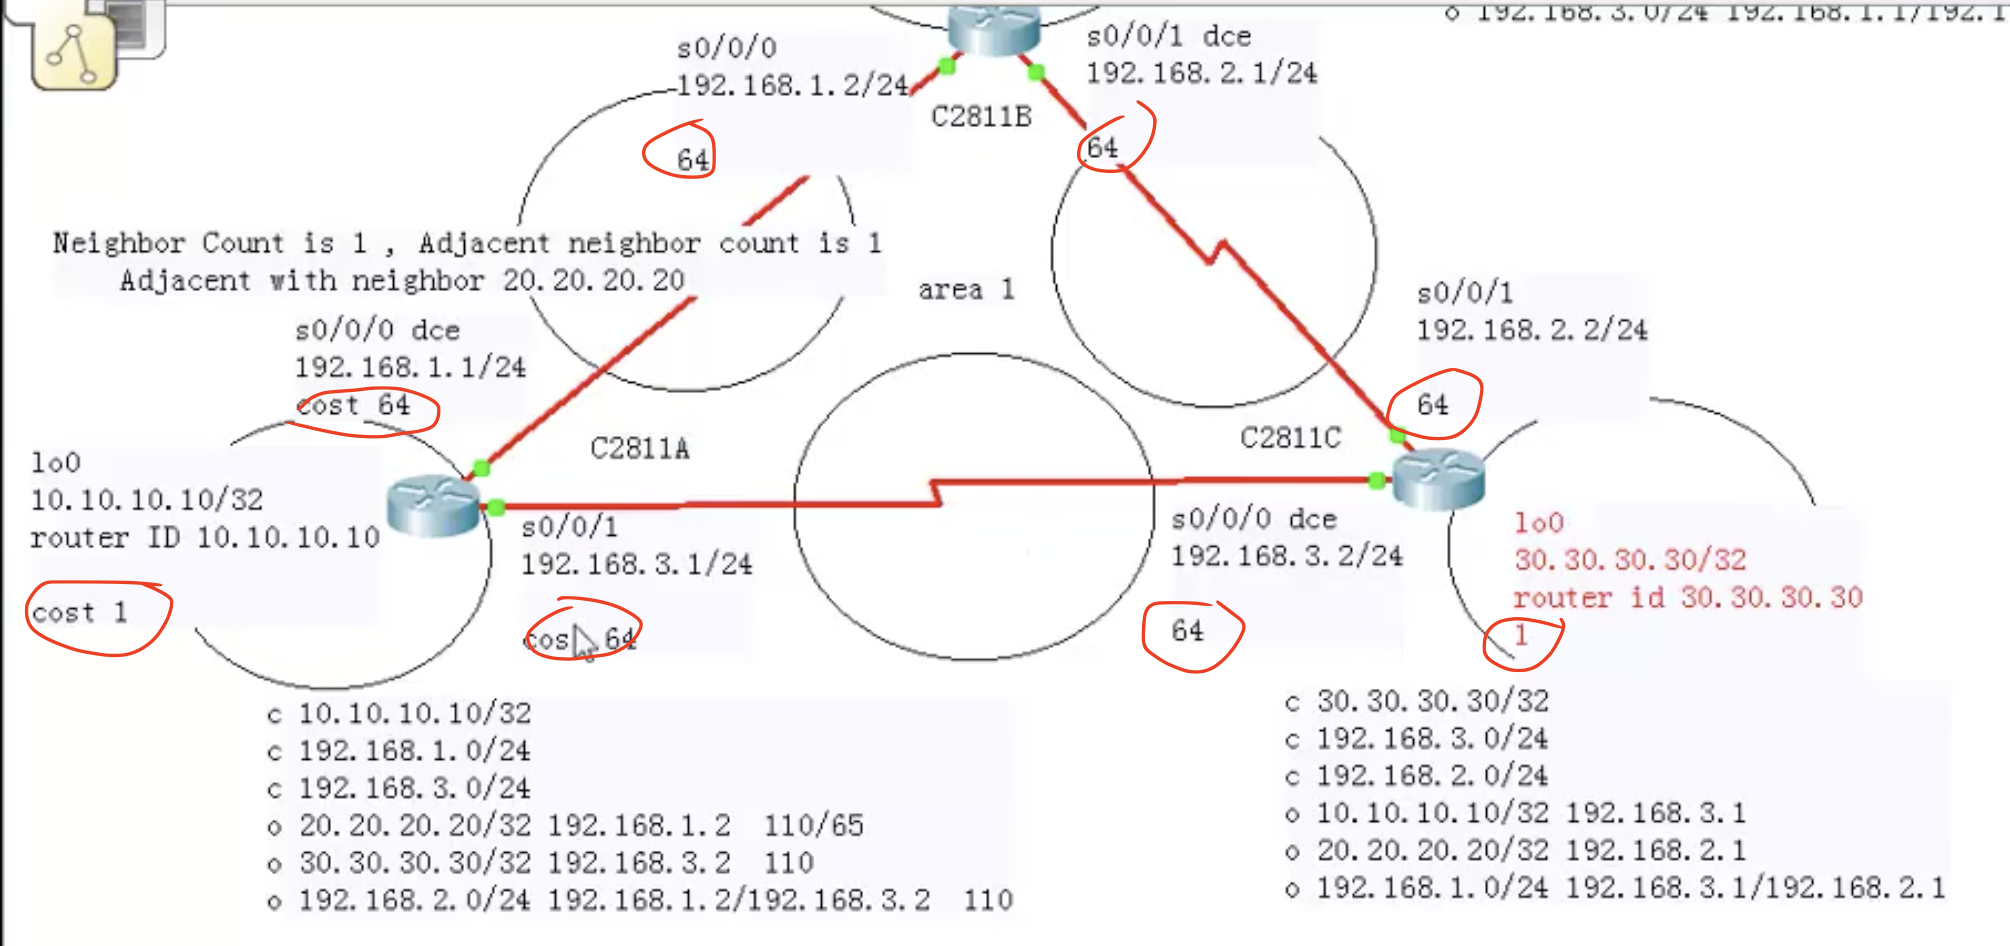 o 192.168.3.0/24 192.168.1.1/192.1
s0/0/0
192.168.1.2/24
64
s0/0/1 dce
192.168.2.1/24
C2811B
64
Neighbor Count is 1 , Adjacent neighbor count is 1
Adjacent with neighbor 20.20.20.20
area 1
s0/0/1
192.168.2.2/24
64
s0/0/0 dce
192.168.1.1/24
cost 64
C2811A
C2811C
lo0
10.10.10.10/32
router ID 10.10.10.10
cost 1
s0/0/1
192.168.3.1/24
64
s0/0/0 dce
192.168.3.2/24
64
lo0
30.30.30.30/32
router id 30.30.30.30
1
c 10.10.10.10/32
c 192.168.1.0/24
c 192.168.3.0/24
o 20.20.20.20/32 192.168.1.2 110/65
o 30.30.30.30/32 192.168.3.2 110
o 192.168.2.0/24 192.168.1.2/192.168.3.2 110
c 30.30.30.30/32
c 192.168.3.0/24
c 192.168.2.0/24
o 10.10.10.10/32 192.168.3.1
o 20.20.20.20/32 192.168.2.1
o 192.168.1.0/24 192.168.3.1/192.168.2.1